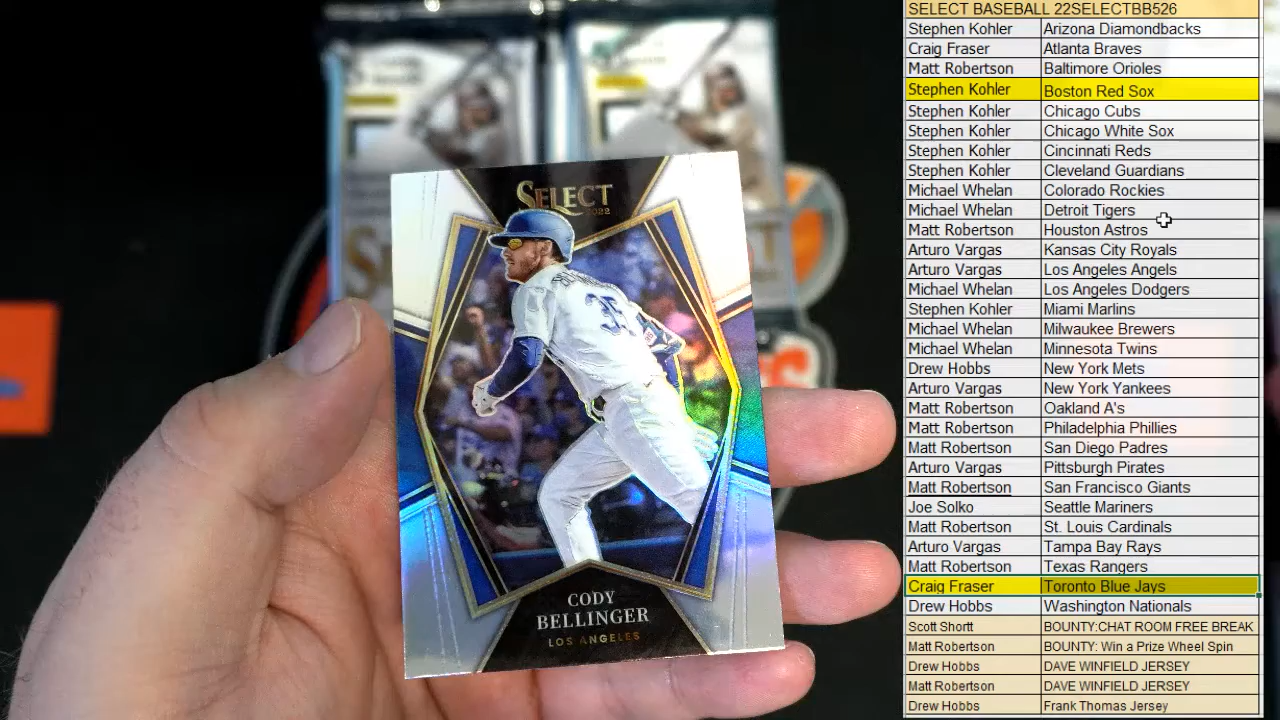 SELECT
2022
35
CODY
BELLINGER
LOS ANGELES
SELECT BASEBALL 22SELECTBB526
Stephen Kohler Arizona Diamondbacks
Craig Fraser Atlanta Braves
Matt Robertson Baltimore Orioles
Stephen Kohler Boston Red Sox
Stephen Kohler Chicago Cubs
Stephen Kohler Chicago White Sox
Stephen Kohler Cincinnati Reds
Stephen Kohler Cleveland Guardians
Michael Whelan Colorado Rockies
Michael Whelan Detroit Tigers
Matt Robertson Houston Astros
Arturo Vargas Kansas City Royals
Arturo Vargas Los Angeles Angels
Michael Whelan Los Angeles Dodgers
Stephen Kohler Miami Marlins
Michael Whelan Milwaukee Brewers
Michael Whelan Minnesota Twins
Drew Hobbs New York Mets
Arturo Vargas New York Yankees
Matt Robertson Oakland A's
Matt Robertson Philadelphia Phillies
Matt Robertson San Diego Padres
Arturo Vargas Pittsburgh Pirates
Matt Robertson San Francisco Giants
Joe Solko Seattle Mariners
Matt Robertson St. Louis Cardinals
Arturo Vargas Tampa Bay Rays
Matt Robertson Texas Rangers
Craig Fraser Toronto Blue Jays
Drew Hobbs Washington Nationals
Scott Shortt BOUNTY:CHAT ROOM FREE BREAK
Matt Robertson BOUNTY: Win a Prize Wheel Spin
Drew Hobbs DAVE WINFIELD JERSEY
Matt Robertson DAVE WINFIELD JERSEY
Drew Hobbs Frank Thomas Jersey